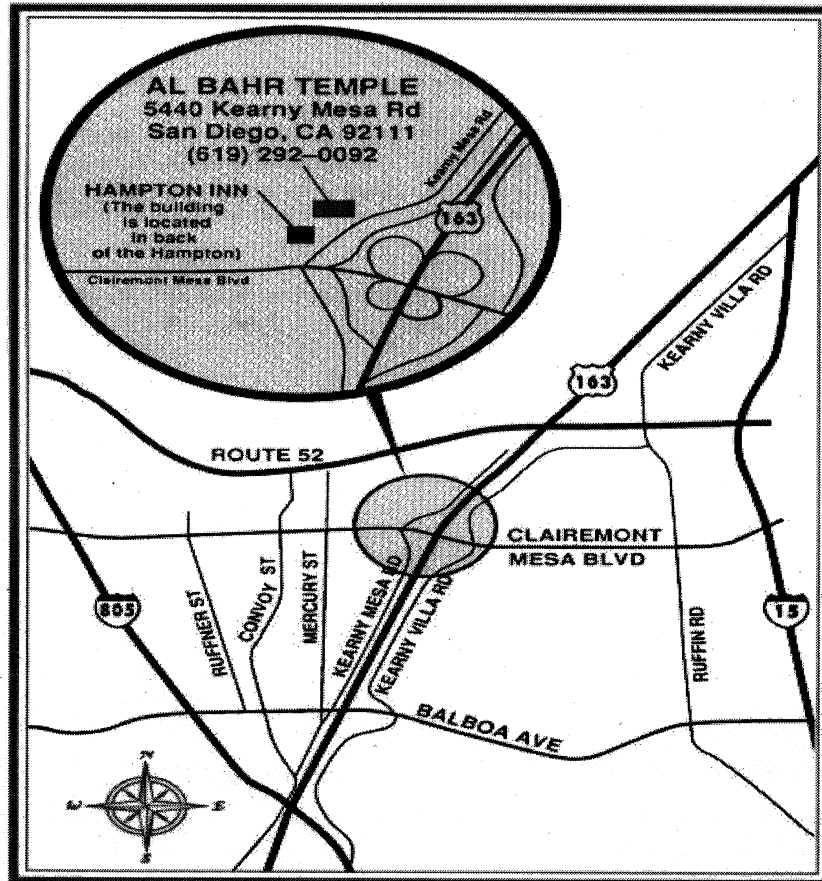 AL BAHR TEMPLE
5440 Kearny Mesa Rd
San Diego, CA 92111
(619) 292–0092
Kearny Mesa Rd
HAMPTON INN
(The building
is located
in back
of the Hampton)
163
Clairemont Mesa Blvd
KEARNY VILLA RD
163
ROUTE 52
CLAIREMONT
MESA BLVD
805
RUFFNER ST
CONVOY ST
MERCURY ST
KEARNY MESA RD
KEARNY VILLA RD
RUFFIN RD
15
BALBOA AVE
N
W
E
S